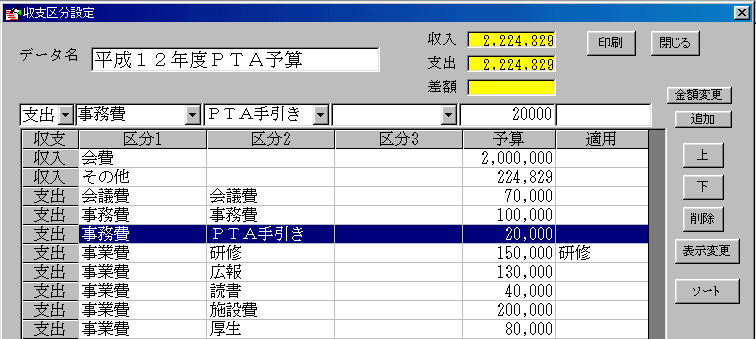 収支区分設定
データ名 平成１２年度ＰＴＡ予算
収入 2,224,829
支出 2,224,829
差額
印刷 閉じる
支出 事務費 ＰＴＡ手引き 20000
金額変更
追加
収支 区分1 区分2 区分3 予算 適用
収入 会費 2,000,000
収入 その他 224,829
支出 会議費 会議費 70,000
支出 事務費 事務費 100,000
支出 事務費 ＰＴＡ手引き 20,000
支出 事業費 研修 150,000 研修
支出 事業費 広報 130,000
支出 事業費 読書 40,000
支出 事業費 施設費 200,000
支出 事業費 厚生 80,000
上
下
削除
表示変更
ソート